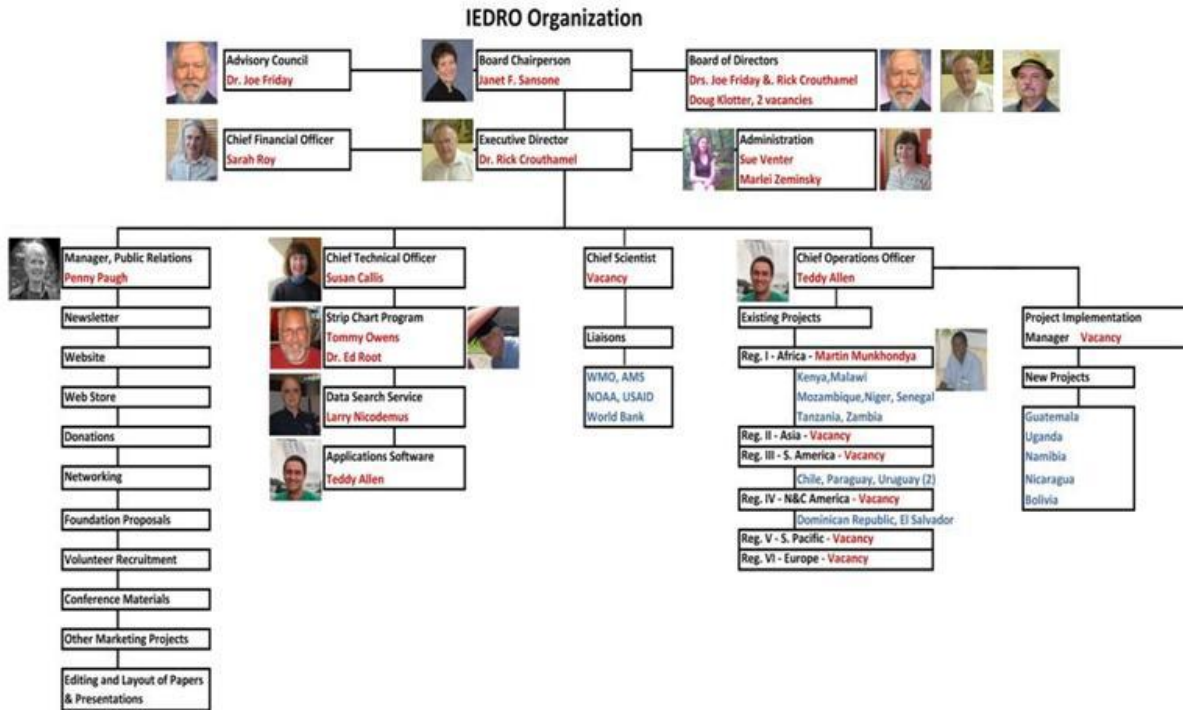 IEDRO Organization
Advisory Council
Dr. Joe Friday
Board Chairperson
Janet F. Sansone
Board of Directors
Drs. Joe Friday &. Rick Crouthamel
Doug Klotter, 2 vacancies
Chief Financial Officer
Sarah Roy
Executive Director
Dr. Rick Crouthamel
Administration
Sue Venter
Marlei Zeminsky
Manager, Public Relations
Penny Paugh
Newsletter
Website
Web Store
Donations
Networking
Foundation Proposals
Volunteer Recruitment
Conference Materials
Other Marketing Projects
Editing and Layout of Papers
& Presentations
Chief Technical Officer
Susan Callis
Strip Chart Program
Tommy Owens
Dr. Ed Root
Data Search Service
Larry Nicodemus
Applications Software
Teddy Allen
Chief Scientist
Vacancy
Liaisons
WMO, AMS
NOAA, USAID
World Bank
Chief Operations Officer
Teddy Allen
Existing Projects
Reg. I - Africa - Martin Munkhondya
Kenya,Malawi
Mozambique,Niger, Senegal
Tanzania, Zambia
Reg. II - Asia - Vacancy
Reg. III - S. America - Vacancy
Chile, Paraguay, Uruguay (2)
Reg. IV - N&C America - Vacancy
Dominican Republic, El Salvador
Reg. V - S. Pacific - Vacancy
Reg. VI - Europe - Vacancy
Project Implementation
Manager Vacancy
New Projects
Guatemala
Uganda
Namibia
Nicaragua
Bolivia